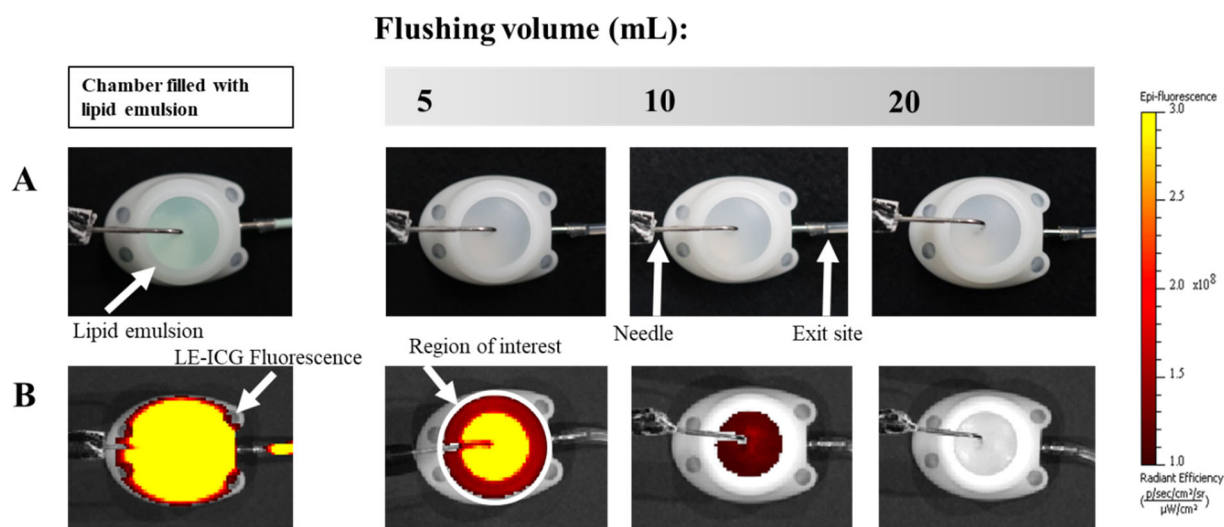 Flushing volume (mL):
Chamber filled with
lipid emulsion
5 10 20
Epi-fluorescence
3.0
2.5
2.0 x10⁸
1.5
1.0
Radiant Efficiency
(p/sec/cm²/sr
µW/cm²)
A
Lipid emulsion
Needle
Exit site
LE-ICG Fluorescence
Region of interest
B